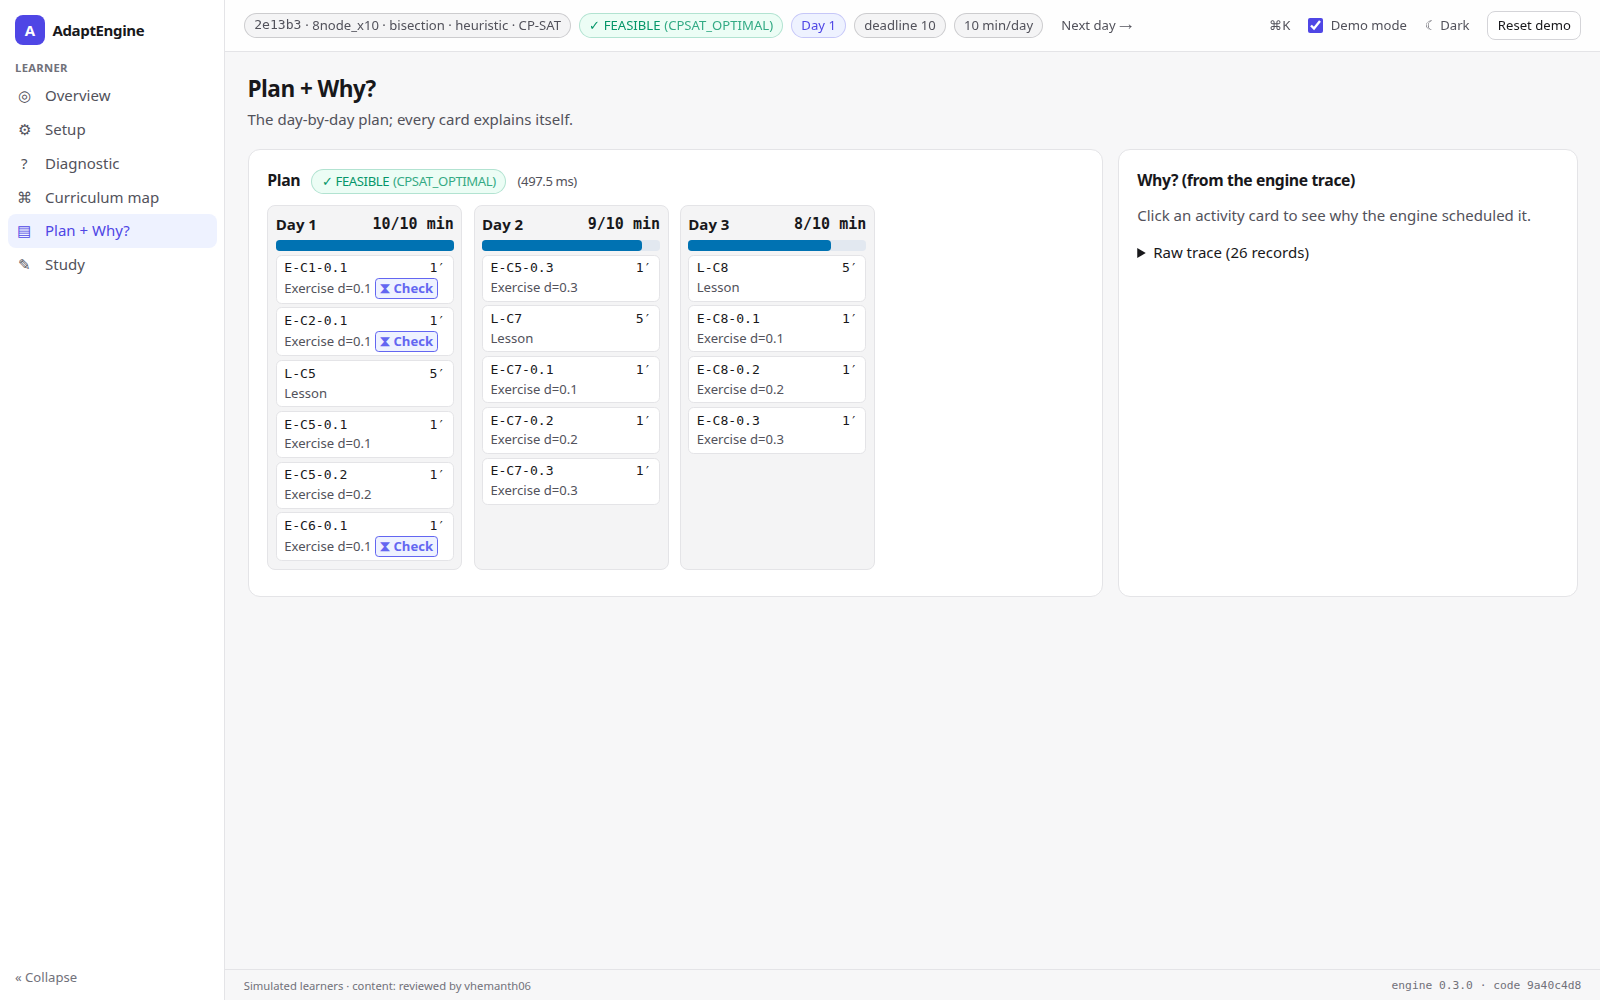 A AdaptEngine
LEARNER
◎ Overview
⚙ Setup
? Diagnostic
⌘ Curriculum map
▤ Plan + Why?
✎ Study
« Collapse
2e13b3 · 8node_x10 · bisection · heuristic · CP-SAT ✓ FEASIBLE (CPSAT_OPTIMAL) Day 1 deadline 10 10 min/day Next day → ⌘K Demo mode ☾ Dark Reset demo
Plan + Why?
The day-by-day plan; every card explains itself.
Plan ✓ FEASIBLE (CPSAT_OPTIMAL) (497.5 ms)
Day 1 10/10 min
E-C1-0.1 1′
Exercise d=0.1 ⧗ Check
E-C2-0.1 1′
Exercise d=0.1 ⧗ Check
L-C5 5′
Lesson
E-C5-0.1 1′
Exercise d=0.1
E-C5-0.2 1′
Exercise d=0.2
E-C6-0.1 1′
Exercise d=0.1 ⧗ Check
Day 2 9/10 min
E-C5-0.3 1′
Exercise d=0.3
L-C7 5′
Lesson
E-C7-0.1 1′
Exercise d=0.1
E-C7-0.2 1′
Exercise d=0.2
E-C7-0.3 1′
Exercise d=0.3
Day 3 8/10 min
L-C8 5′
Lesson
E-C8-0.1 1′
Exercise d=0.1
E-C8-0.2 1′
Exercise d=0.2
E-C8-0.3 1′
Exercise d=0.3
Why? (from the engine trace)
Click an activity card to see why the engine scheduled it.
▶ Raw trace (26 records)
Simulated learners · content: reviewed by vhemanth06
engine 0.3.0 · code 9a40c4d8